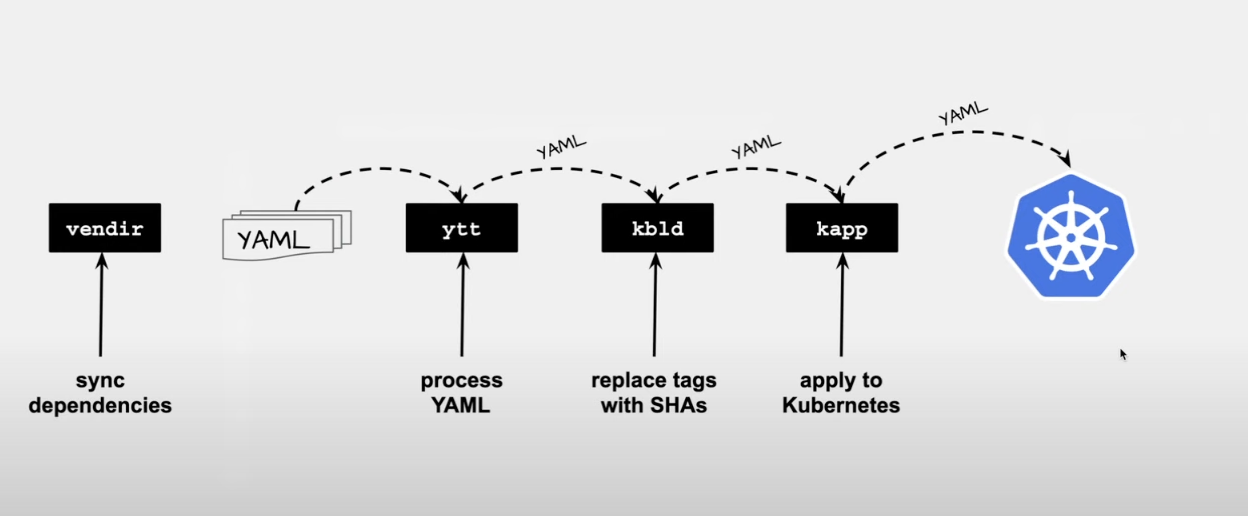 YAML
YAML
YAML
vendir
YAML
ytt
kbld
kapp
sync
dependencies
process
YAML
replace tags
with SHAs
apply to
Kubernetes